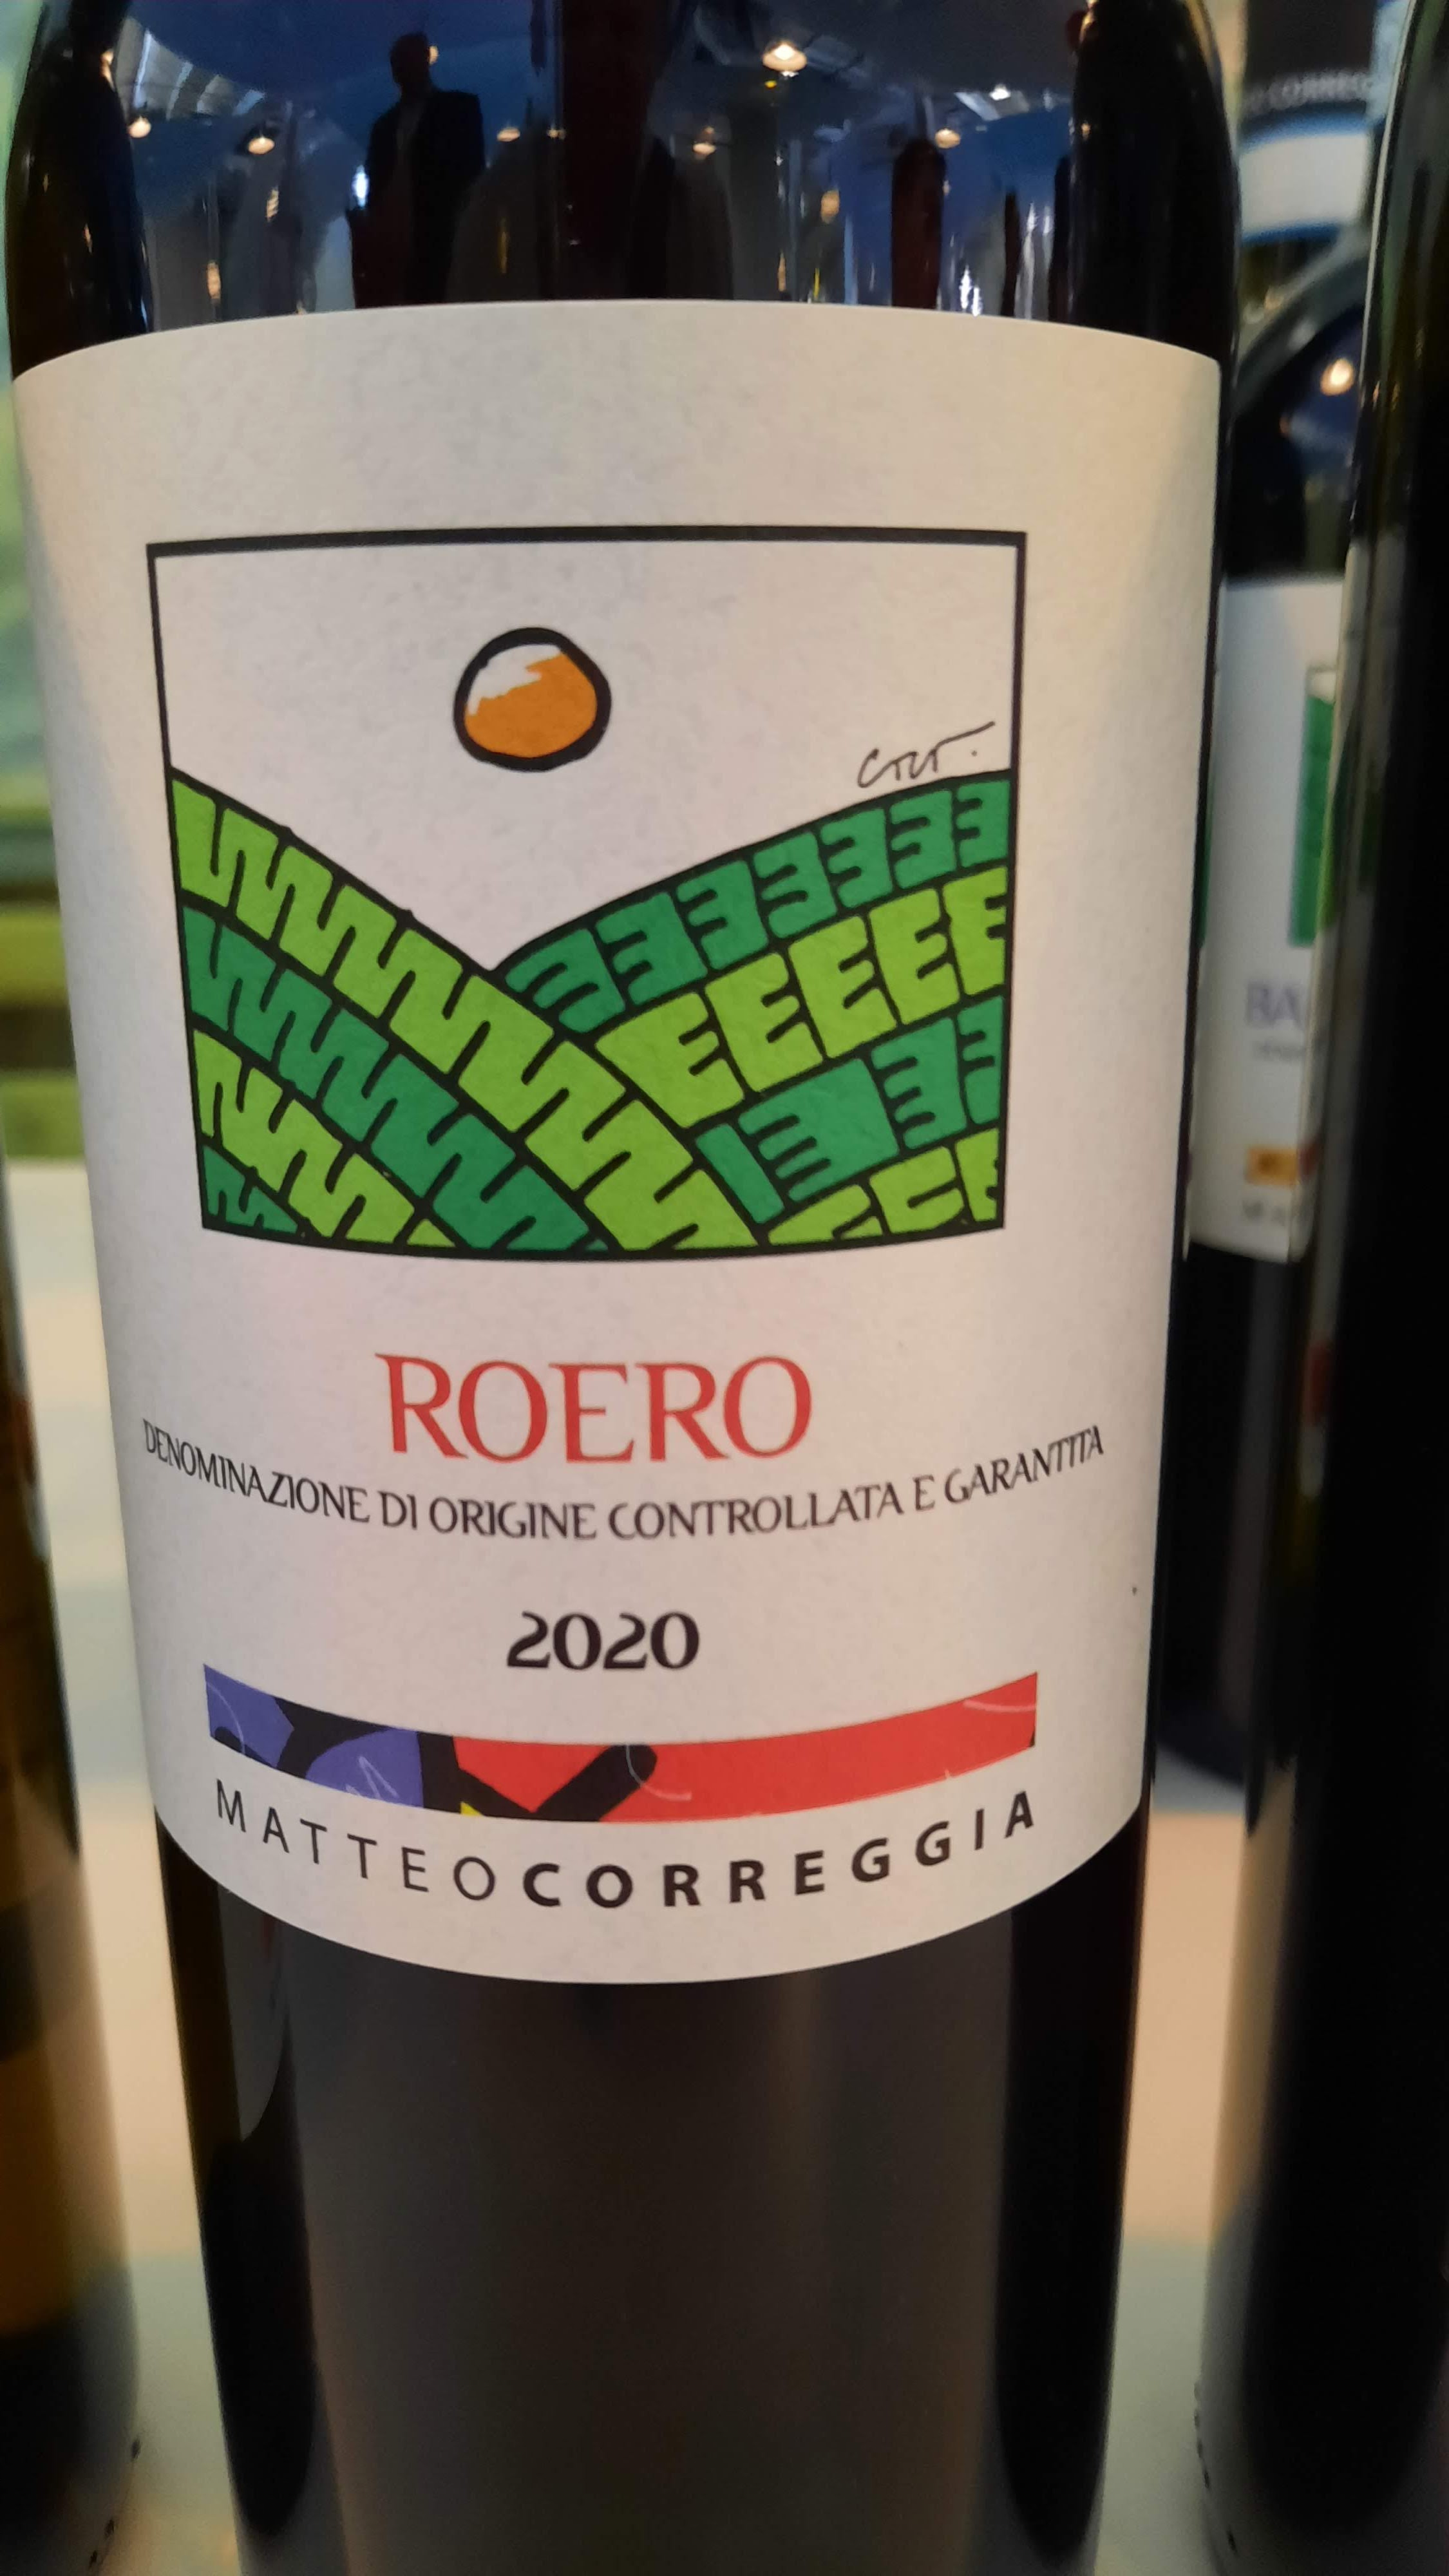 ROERO
DENOMINAZIONE DI ORIGINE CONTROLLATA E GARANTITA
2020
MATTEOCORREGGIA